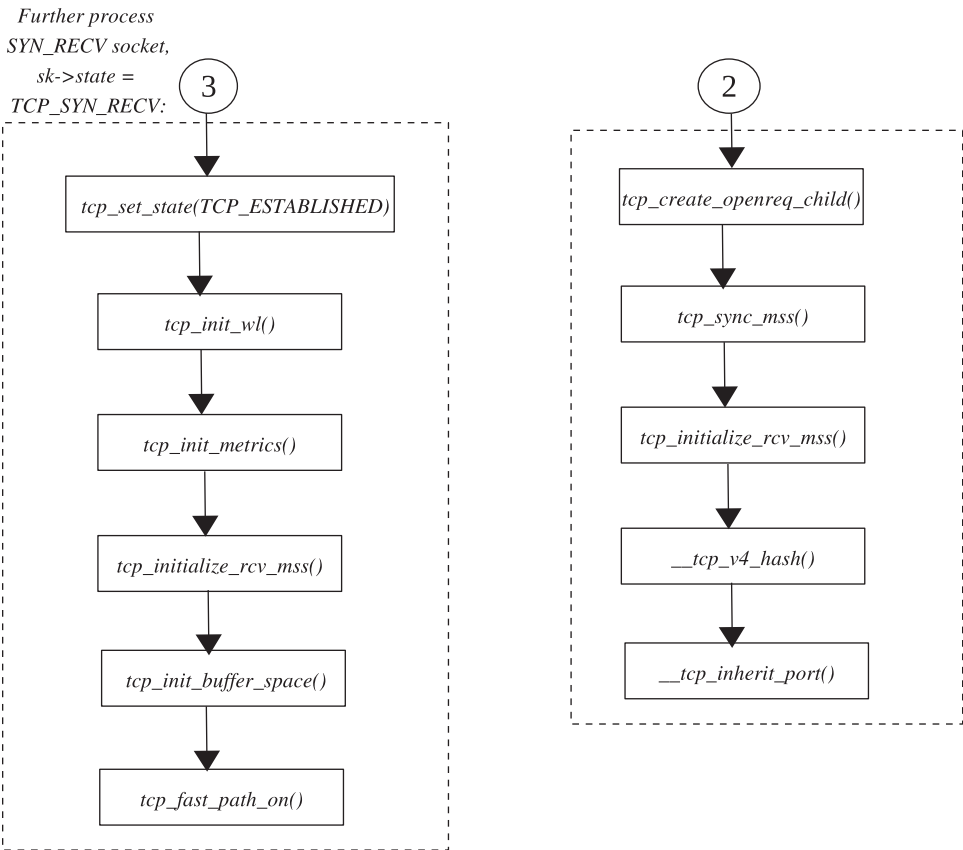 Further process
SYN_RECV socket,
sk->state =
TCP_SYN_RECV:
3
tcp_set_state(TCP_ESTABLISHED)
tcp_init_wl()
tcp_init_metrics()
tcp_initialize_rcv_mss()
tcp_init_buffer_space()
tcp_fast_path_on()
2
tcp_create_openreq_child()
tcp_sync_mss()
tcp_initialize_rcv_mss()
__tcp_v4_hash()
__tcp_inherit_port()